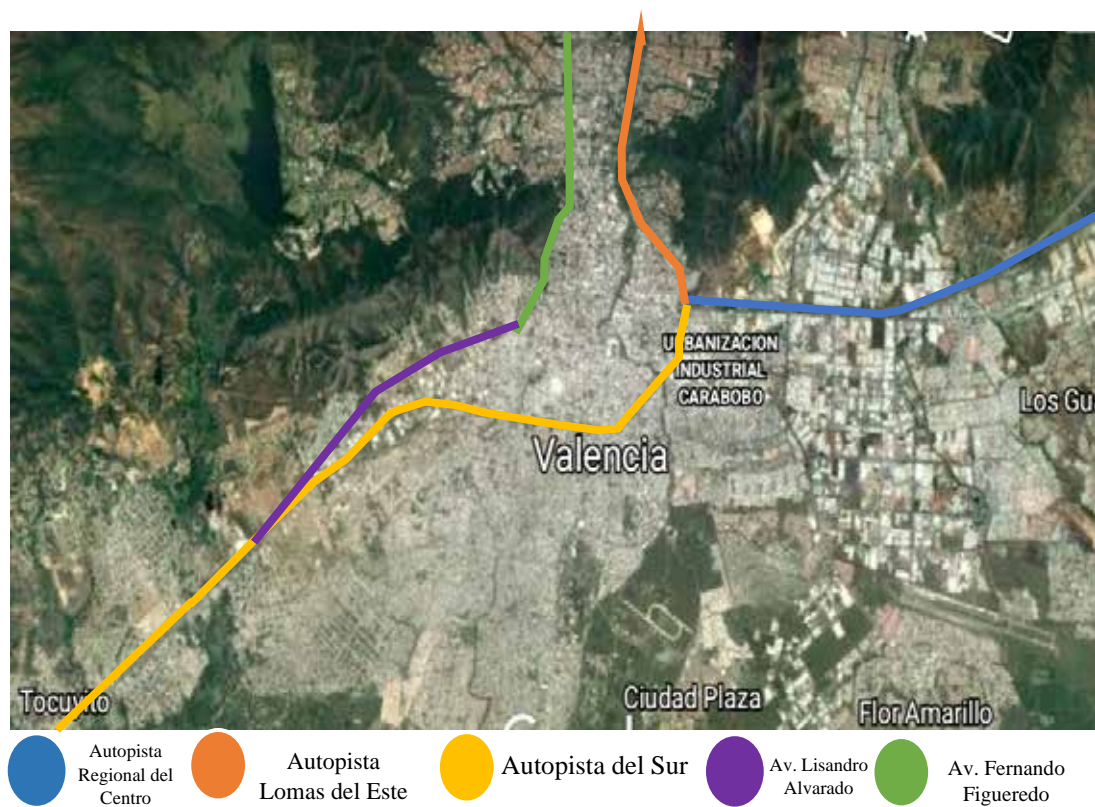 URBANIZACION
INDUSTRIAL
CARABOBO
Los Gu
Valencia
Tocuyito
Ciudad Plaza
Flor Amarillo
Autopista
Regional del
Centro
Autopista
Lomas del Este
Autopista del Sur
Av. Lisandro
Alvarado
Av. Fernando
Figueredo